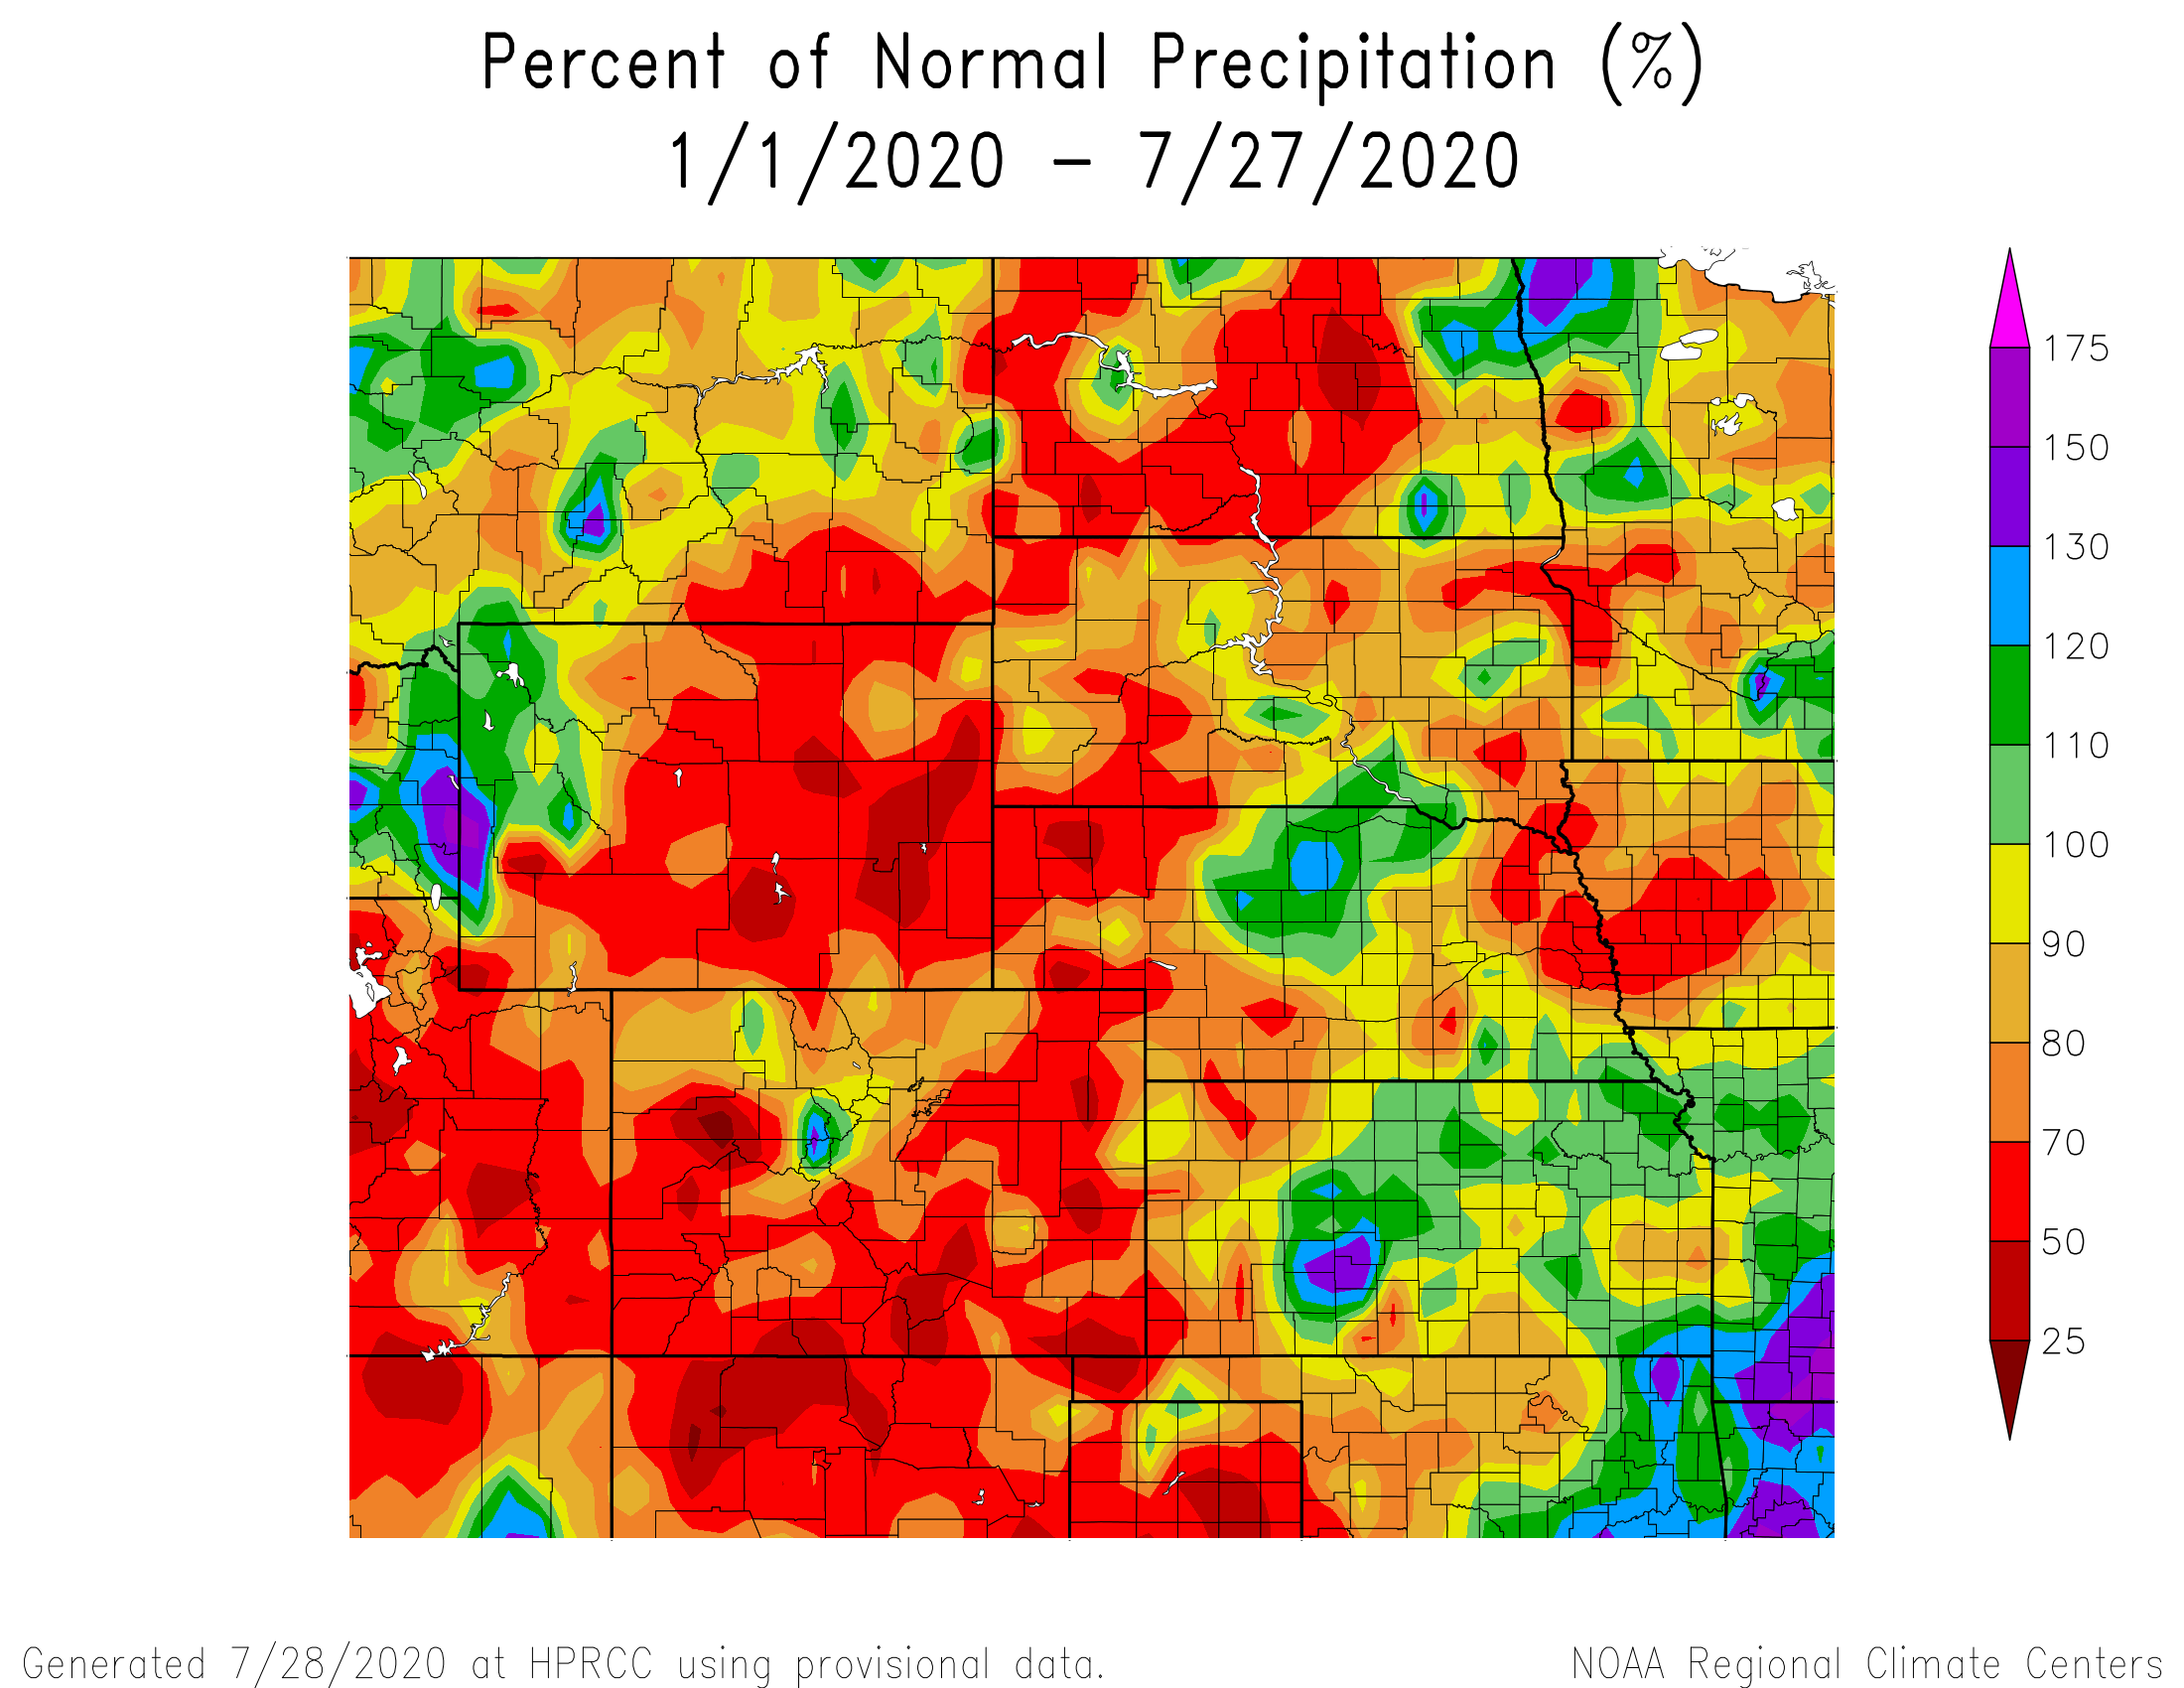 Percent of Normal Precipitation (%)
1/1/2020 – 7/27/2020
175
150
130
120
110
100
90
80
70
50
25
Generated 7/28/2020 at HPRCC using provisional data.
NOAA Regional Climate Centers